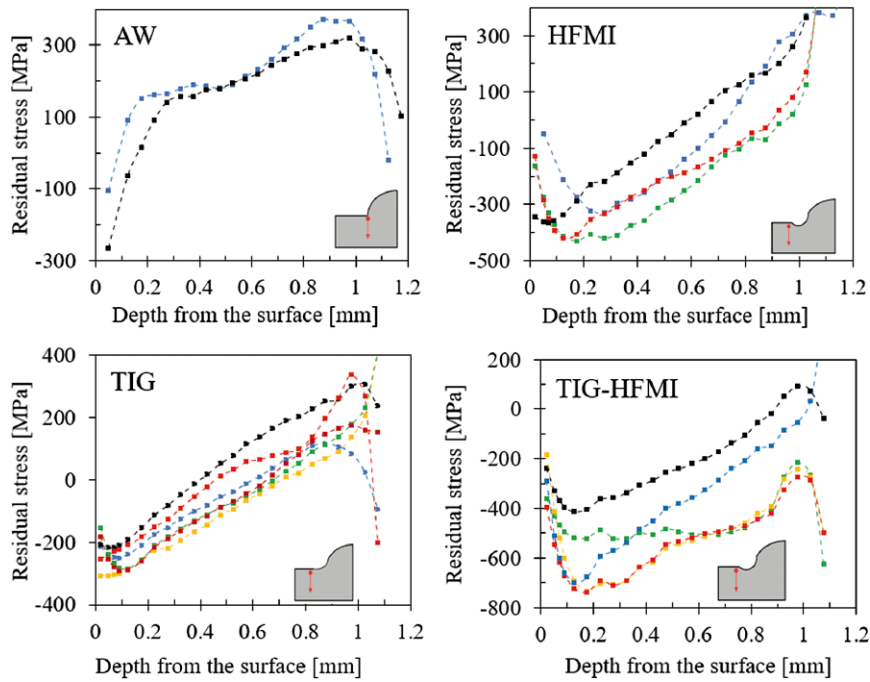 AW
Residual stress [MPa]
300
100
-100
-300
0 0.2 0.4 0.6 0.8 1 1.2
Depth from the surface [mm]
HFMI
Residual stress [MPa]
400
300
100
-100
-300
-500
0 0.2 0.4 0.6 0.8 1 1.2
Depth from the surface [mm]
TIG
Residual stress [MPa]
400
200
0
-200
-400
0 0.2 0.4 0.6 0.8 1 1.2
Depth from the surface [mm]
TIG-HFMI
Residual stress [MPa]
200
0
-200
-400
-600
-800
0 0.2 0.4 0.6 0.8 1 1.2
Depth from the surface [mm]